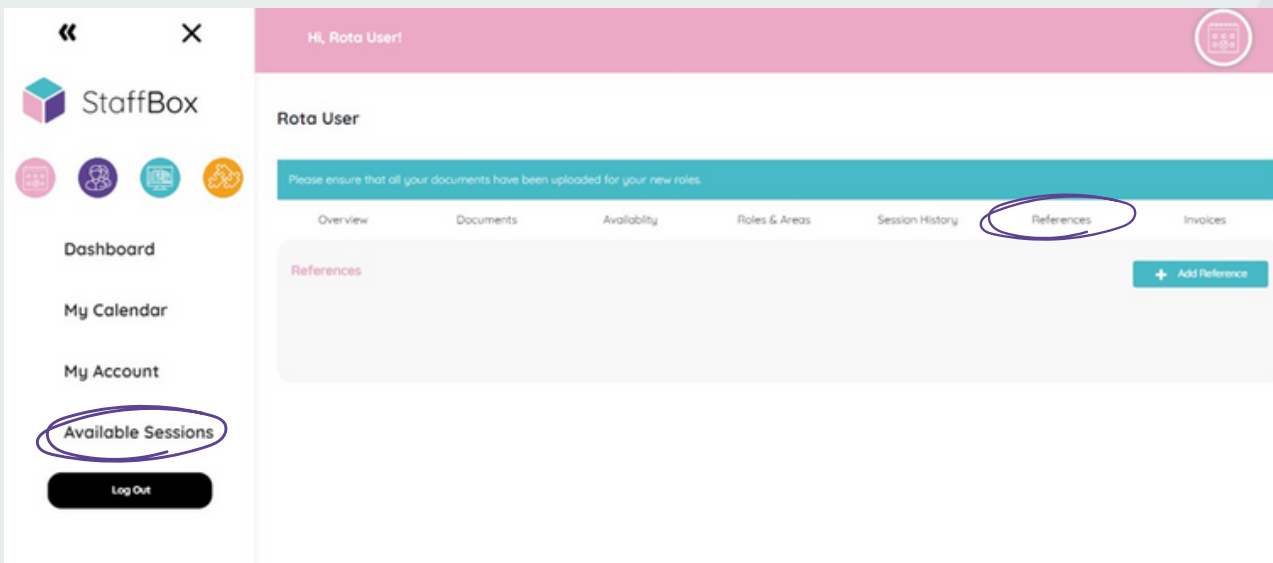 Hi, Rota User!
StaffBox
Rota User
Please ensure that all your documents have been uploaded for your new roles.
Overview Documents Availablity Roles & Areas Session History References Invoices
References
+ Add Reference
Dashboard
My Calendar
My Account
Available Sessions
Log Out